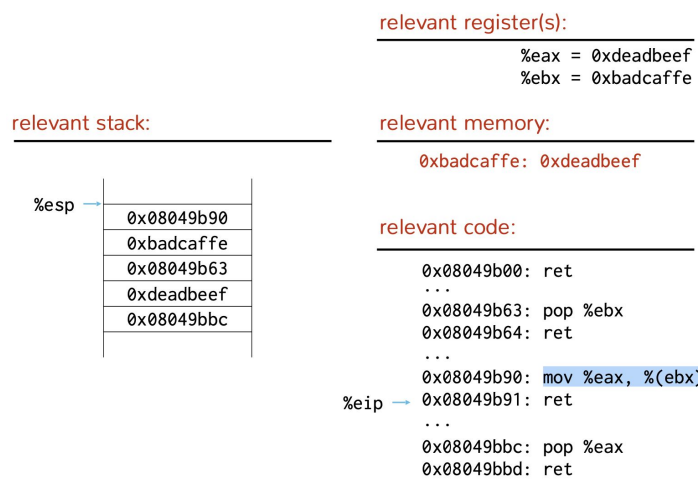 relevant register(s):
%eax = 0xdeadbeef
%ebx = 0xbadcaffe
relevant stack:
%esp →
0x08049b90
0xbadcaffe
0x08049b63
0xdeadbeef
0x08049bbc
relevant memory:
0xbadcaffe: 0xdeadbeef
relevant code:
0x08049b00: ret
...
0x08049b63: pop %ebx
0x08049b64: ret
...
0x08049b90: mov %eax, %(ebx)
%eip → 0x08049b91: ret
...
0x08049bbc: pop %eax
0x08049bbd: ret